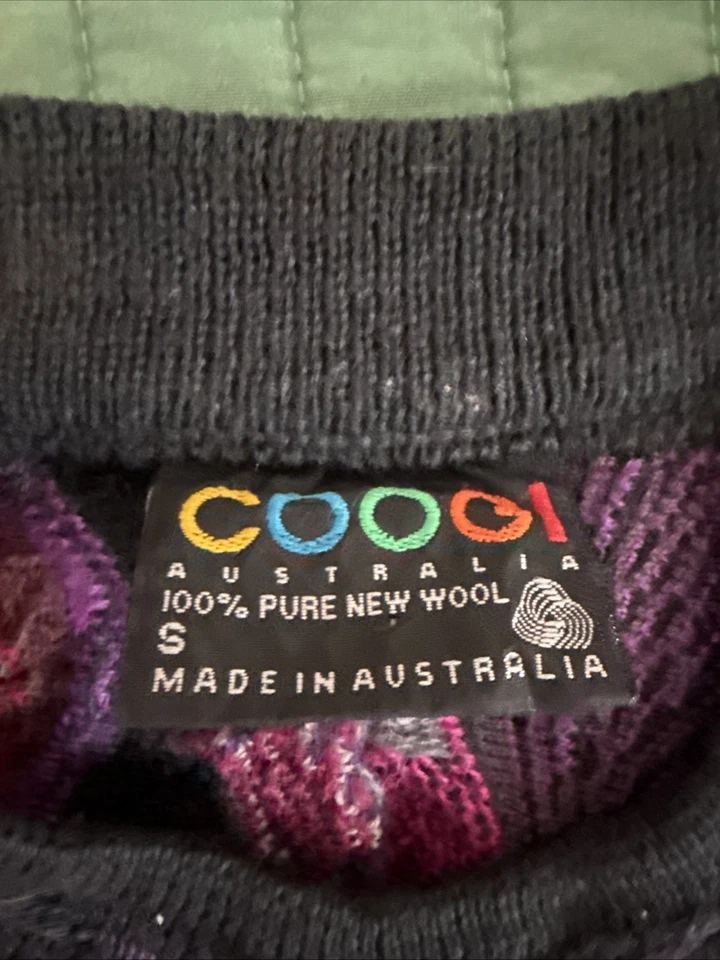 COOGI
AUSTRALIA
100% PURE NEW WOOL
S
MADE IN AUSTRALIA